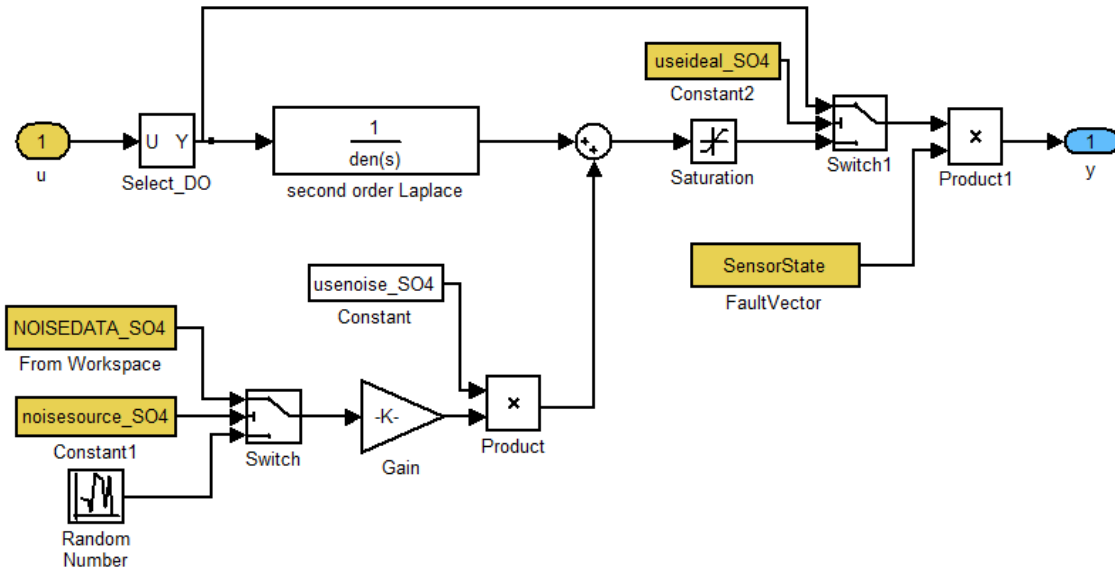 useideal_SO4
Constant2
1
u
U Y
Select_DO
1
den(s)
second order Laplace
++
Saturation
Switch1
×
Product1
1
y
SensorState
FaultVector
usenoise_SO4
Constant
NOISEDATA_SO4
From Workspace
noisesource_SO4
Constant1
Switch
-K-
Gain
×
Product
Random
Number